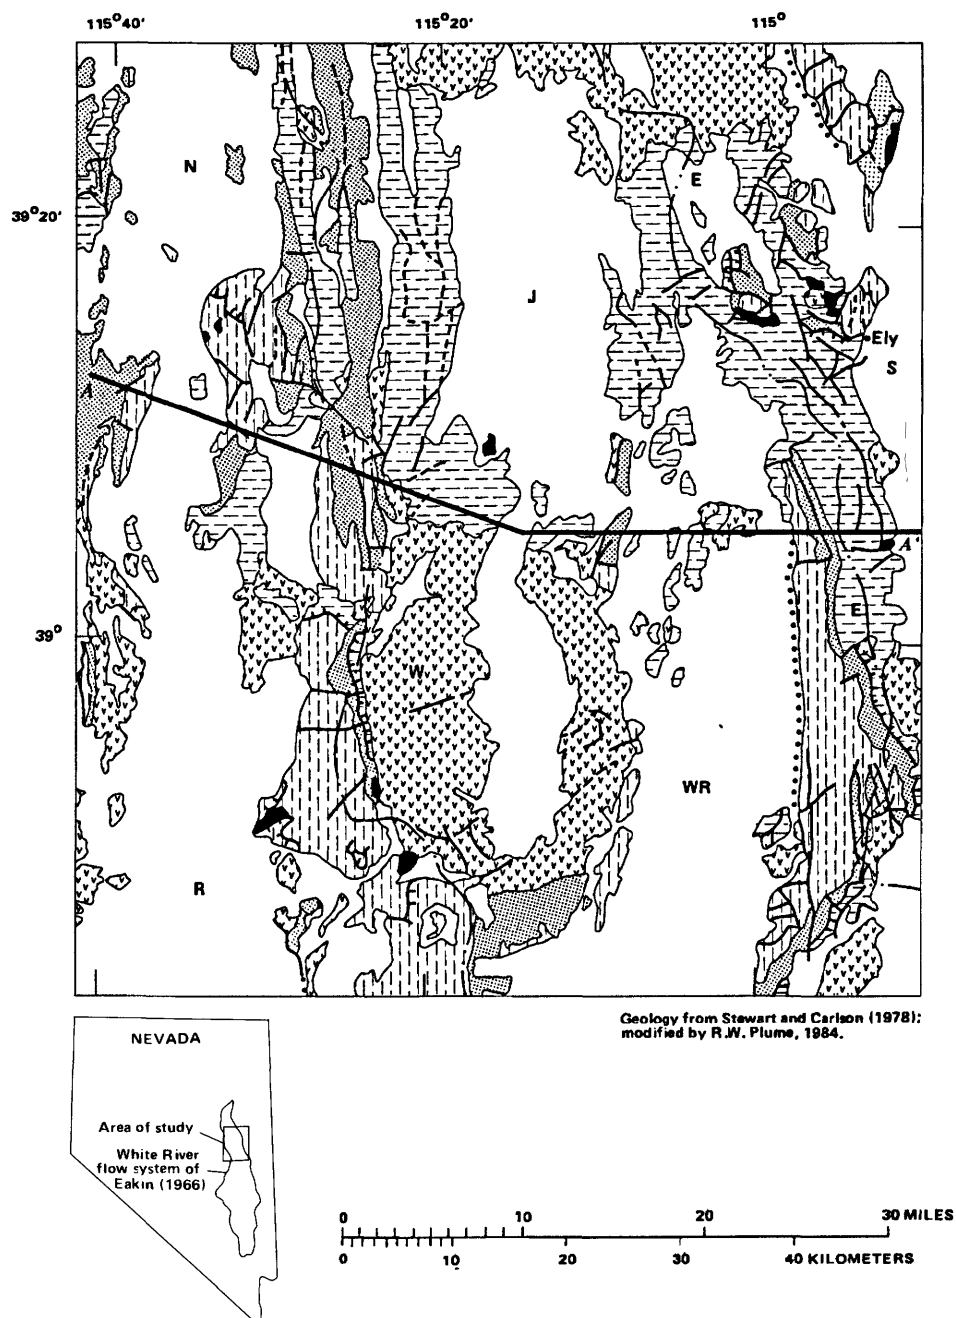 115°40' 115°20' 115°
N
E
39°20'
J
Ely
S
A
A'
39°
E
W
WR
R
Geology from Stewart and Carlson (1978);
modified by R.W. Plume, 1984.
NEVADA
Area of study
White River
flow system of
Eakin (1966)
0 10 20 30 MILES
0 10 20 30 40 KILOMETERS